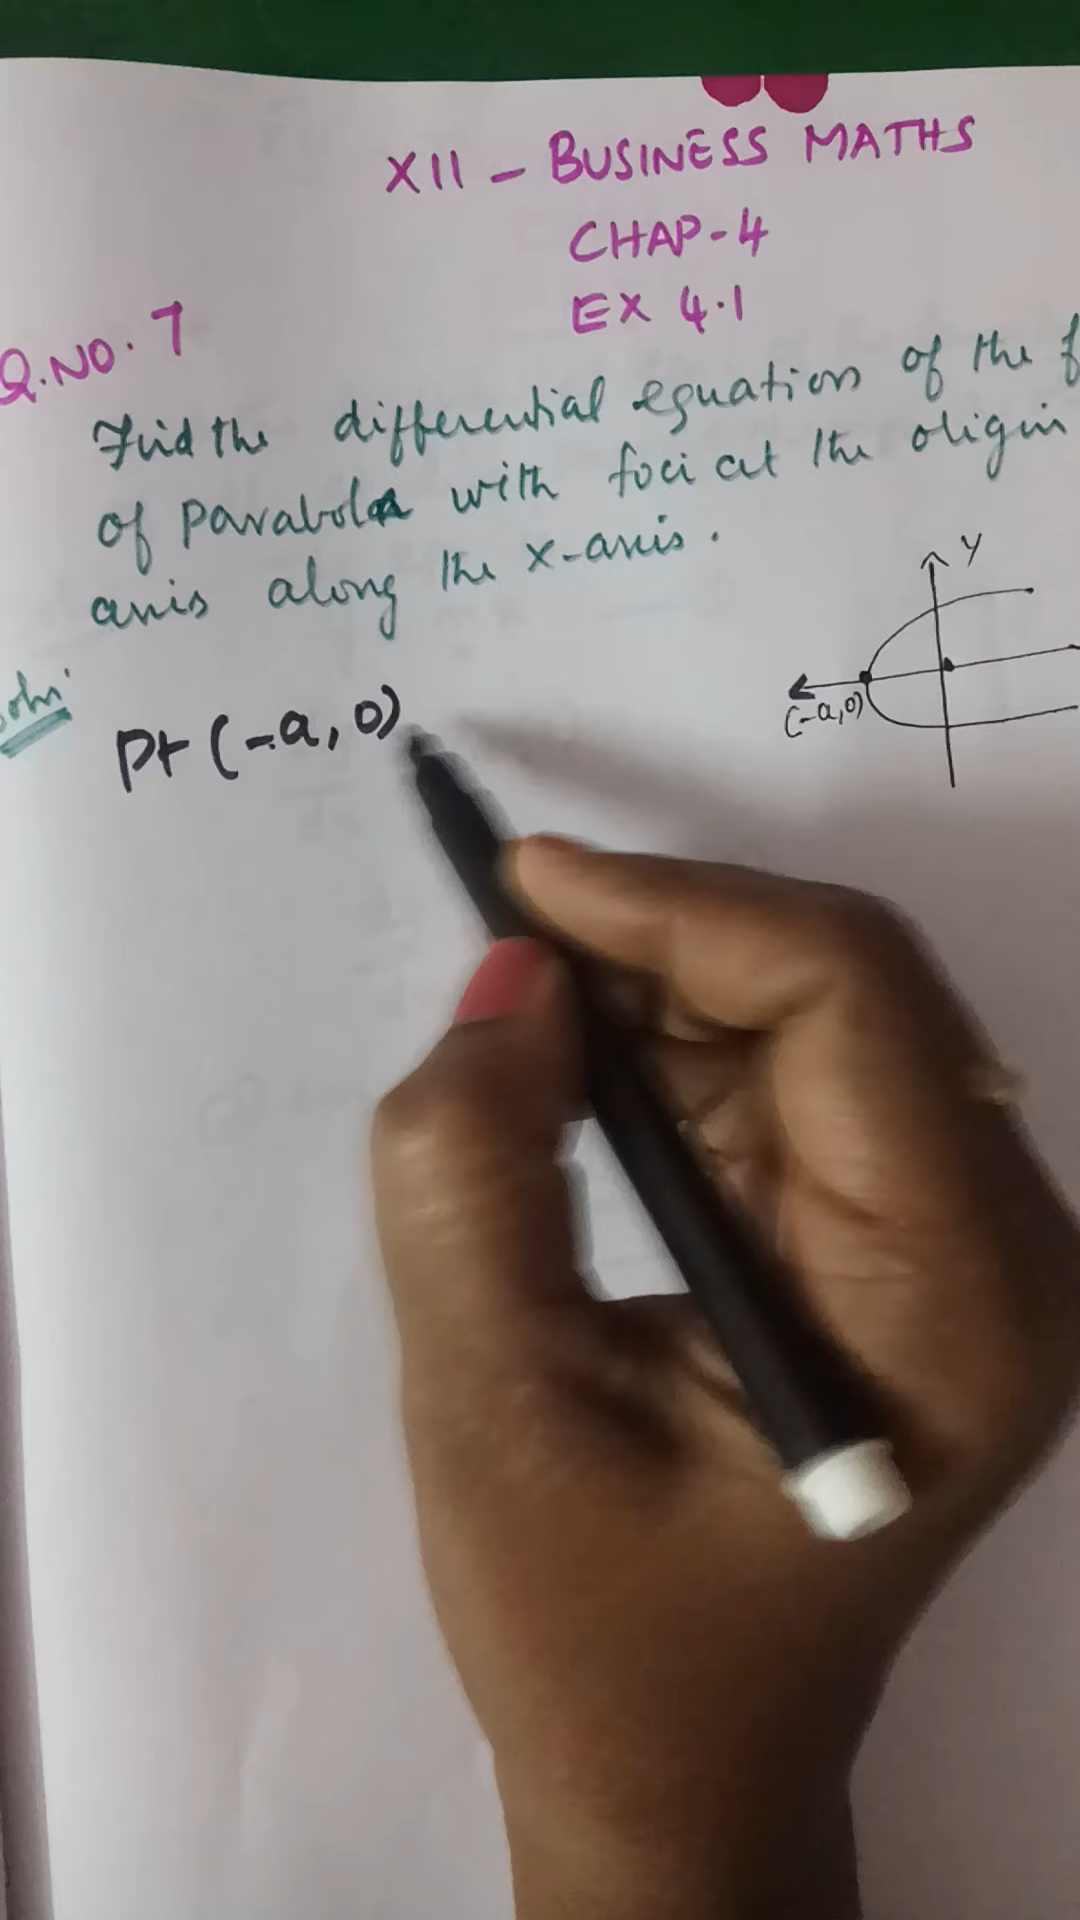 XII - BUSINESS MATHS
CHAP-4
EX 4.1
Q.NO. 7
Find the differential equation of the f
of parabola with foci at the origin
axis along the x-axis.
Soln:
Pt (-a, 0)
Y
(-a,0)